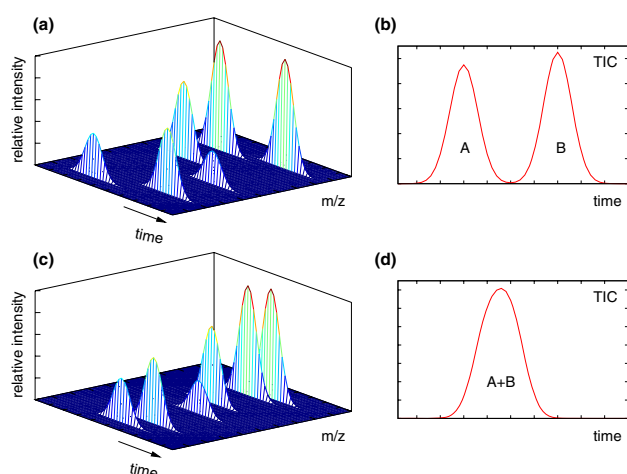 (a)
relative intensity
time
m/z
(b)
TIC
A
B
time
(c)
relative intensity
time
m/z
(d)
TIC
A+B
time